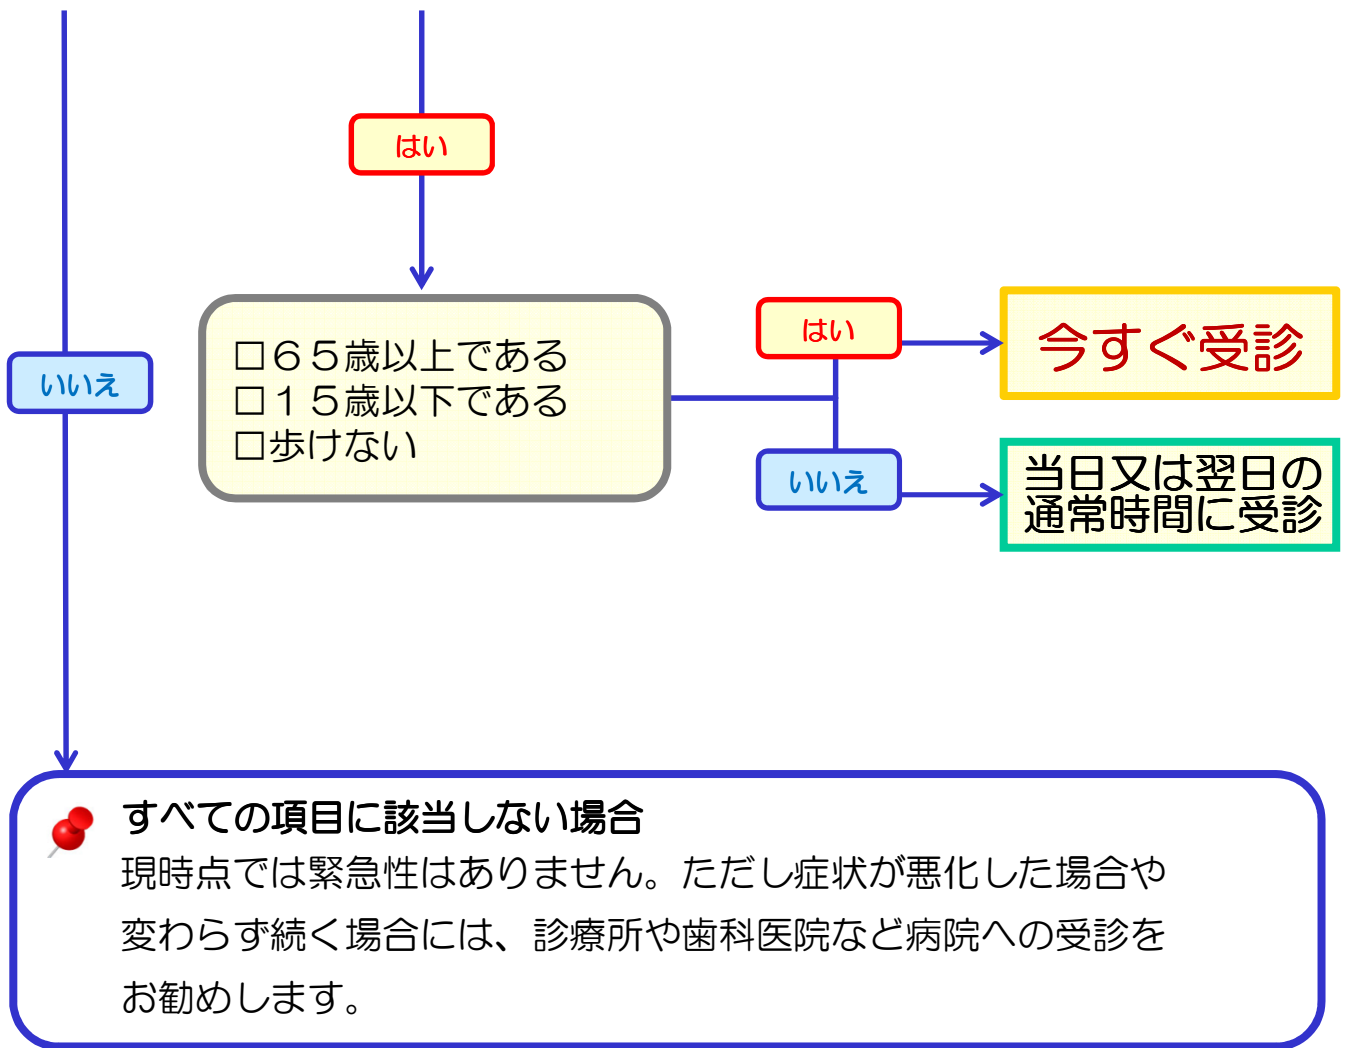 はい
□６５歳以上である
□１５歳以下である
□歩けない
はい
今すぐ受診
いいえ
いいえ
当日又は翌日の
通常時間に受診
すべての項目に該当しない場合
現時点では緊急性はありません。ただし症状が悪化した場合や
変わらず続く場合には、診療所や歯科医院など病院への受診を
お勧めします。